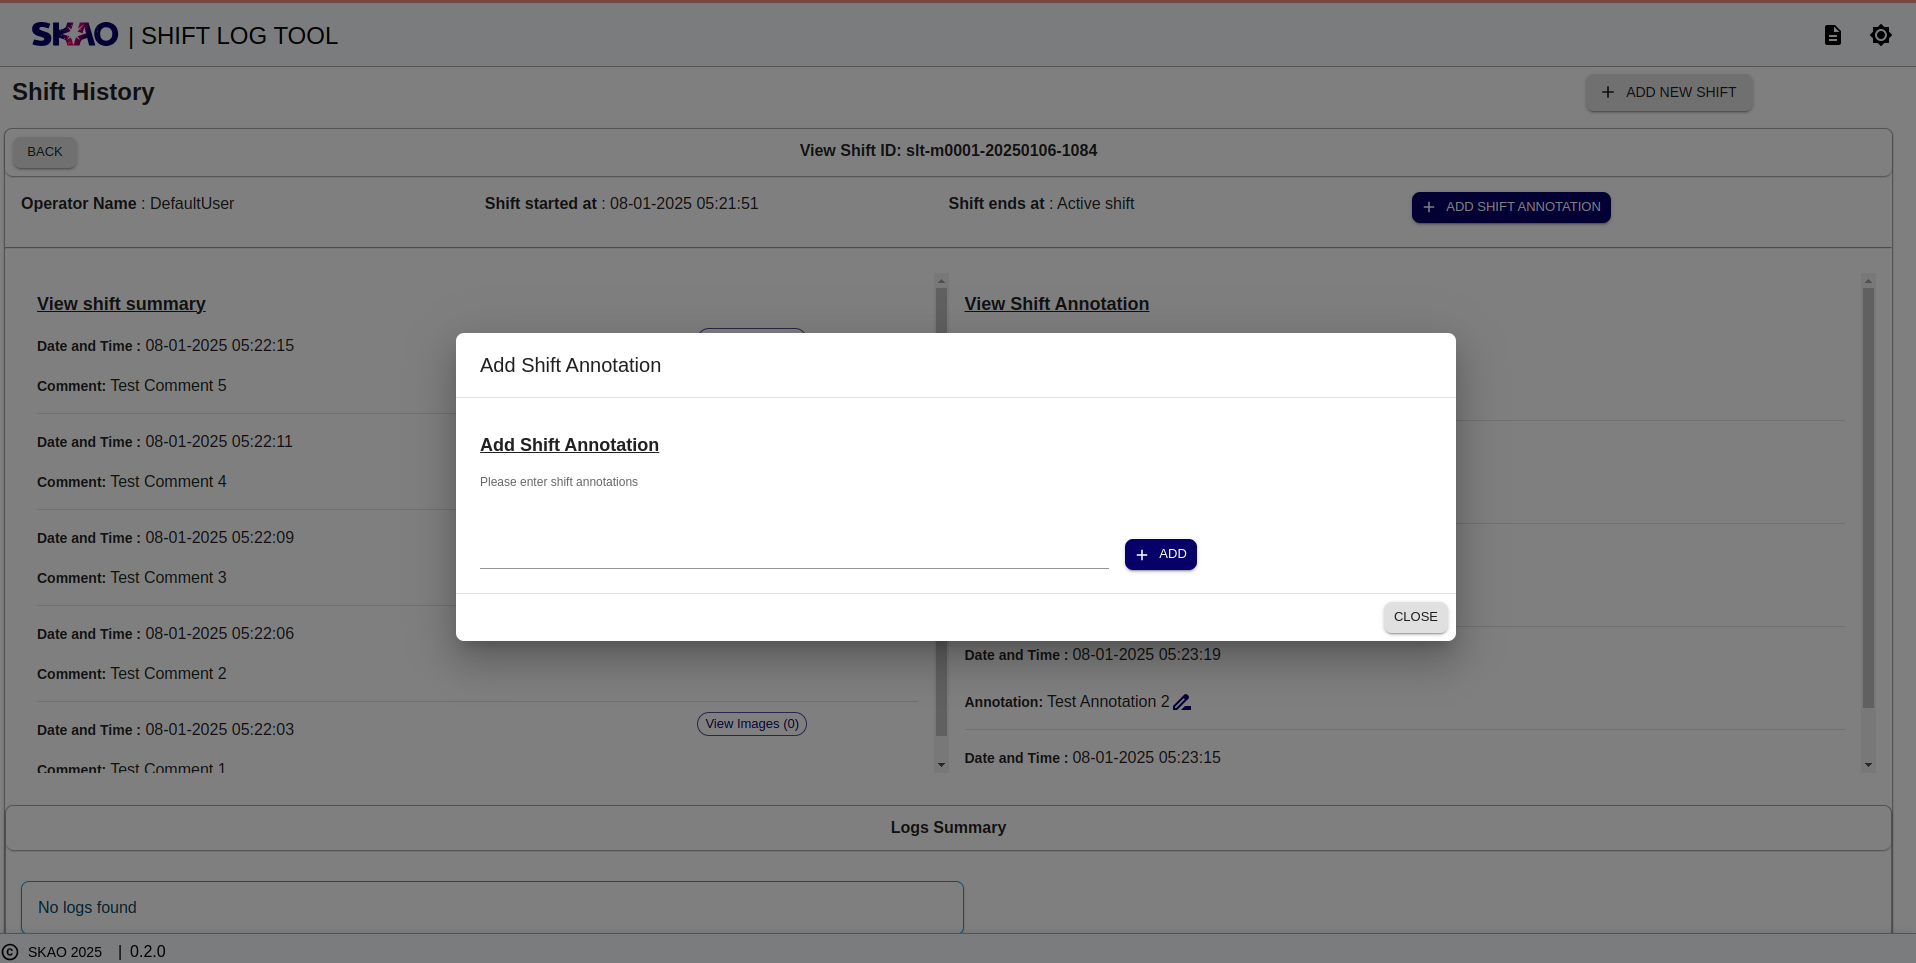 SKAO | SHIFT LOG TOOL
Shift History
ADD NEW SHIFT
BACK
View Shift ID: slt-m0001-20250106-1084
Operator Name : DefaultUser
Shift started at : 08-01-2025 05:21:51
Shift ends at : Active shift
ADD SHIFT ANNOTATION
View shift summary
Date and Time : 08-01-2025 05:22:15
Comment: Test Comment 5
Date and Time : 08-01-2025 05:22:11
Comment: Test Comment 4
Date and Time : 08-01-2025 05:22:09
Comment: Test Comment 3
Date and Time : 08-01-2025 05:22:06
Comment: Test Comment 2
Date and Time : 08-01-2025 05:22:03
View Images (0)
Comment: Test Comment 1
View Shift Annotation
Date and Time : 08-01-2025 05:23:19
Annotation: Test Annotation 2
Date and Time : 08-01-2025 05:23:15
Add Shift Annotation
Add Shift Annotation
Please enter shift annotations
ADD
CLOSE
Logs Summary
No logs found
© SKAO 2025 | 0.2.0